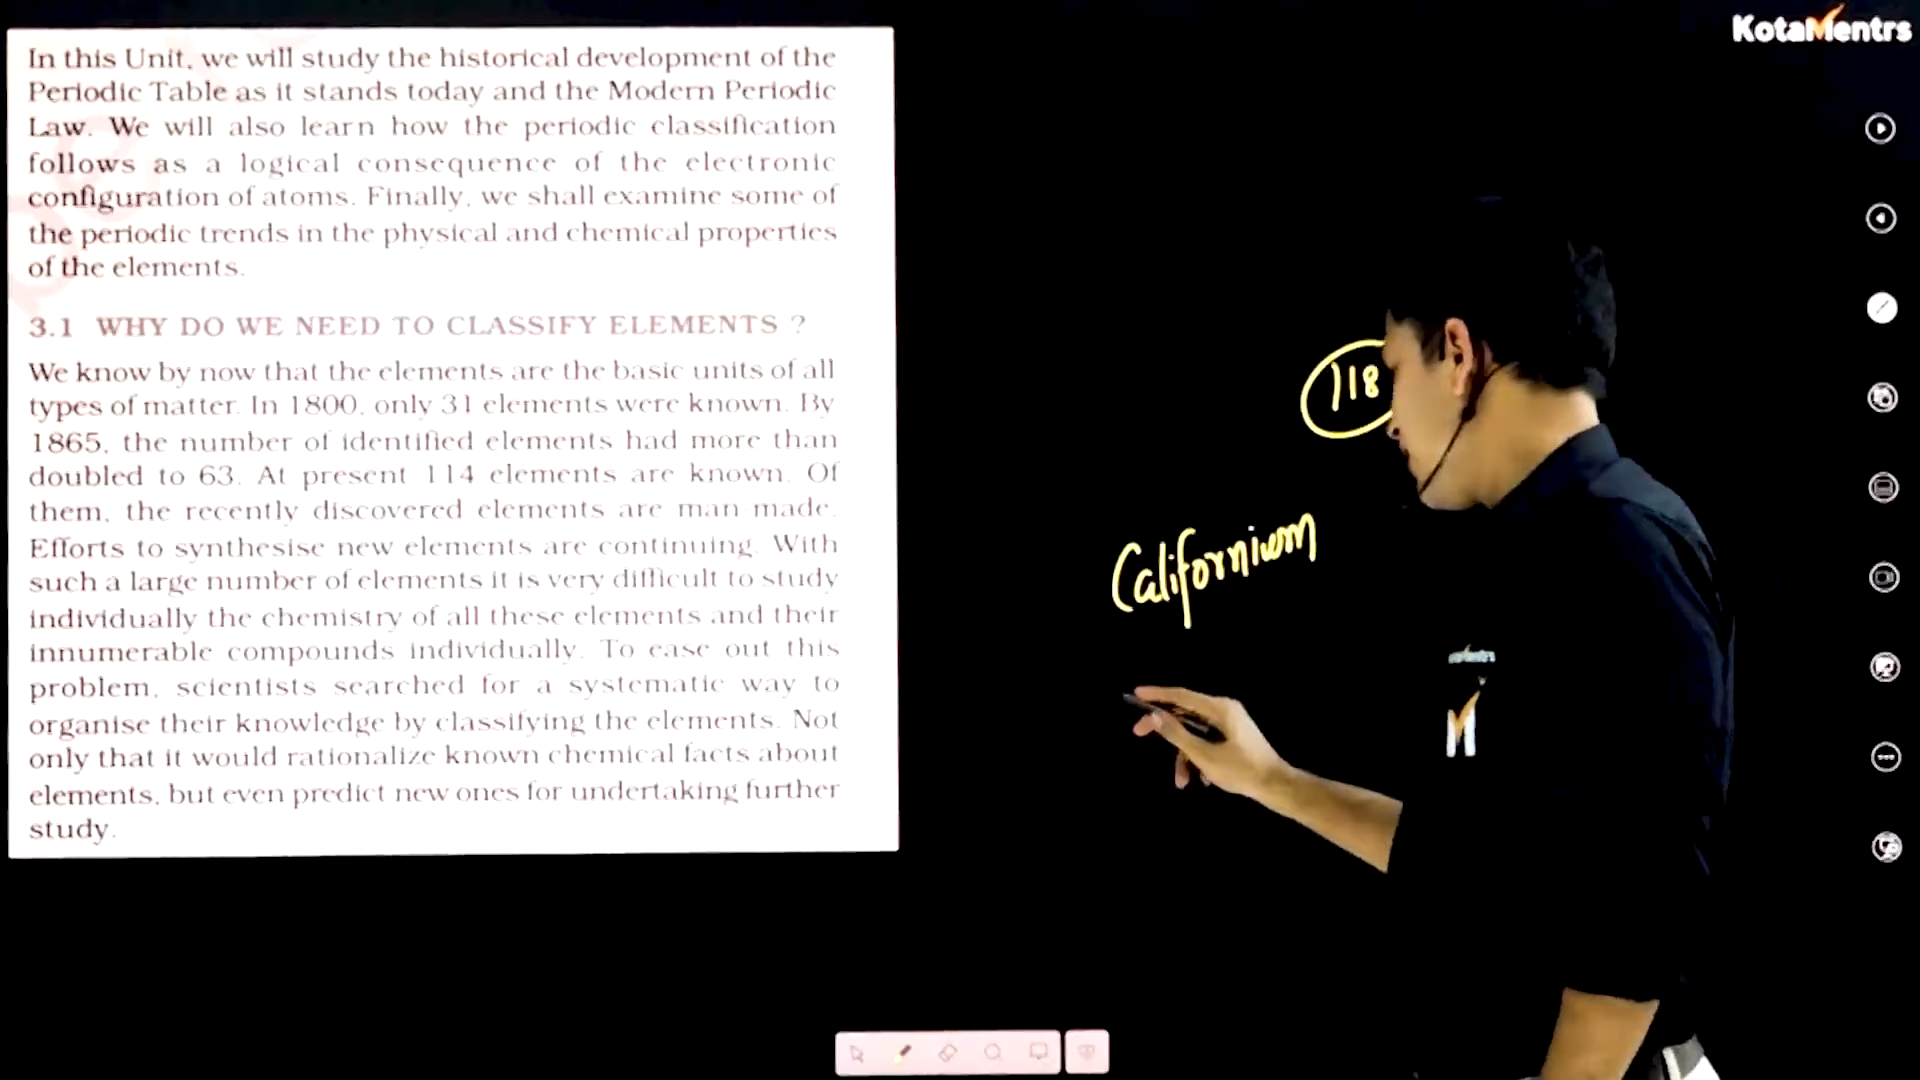 In this Unit, we will study the historical development of the
Periodic Table as it stands today and the Modern Periodic
Law. We will also learn how the periodic classification
follows as a logical consequence of the electronic
configuration of atoms. Finally, we shall examine some of
the periodic trends in the physical and chemical properties
of the elements.
3.1 WHY DO WE NEED TO CLASSIFY ELEMENTS ?
We know by now that the elements are the basic units of all
types of matter. In 1800, only 31 elements were known. By
1865, the number of identified elements had more than
doubled to 63. At present 114 elements are known. Of
them, the recently discovered elements are man-made.
Efforts to synthesise new elements are continuing. With
such a large number of elements it is very difficult to study
individually the chemistry of all these elements and their
innumerable compounds individually. To ease out this
problem, scientists searched for a systematic way to
organise their knowledge by classifying the elements. Not
only that it would rationalize known chemical facts about
elements, but even predict new ones for undertaking further
study.
KotaMentrs
118
Californium